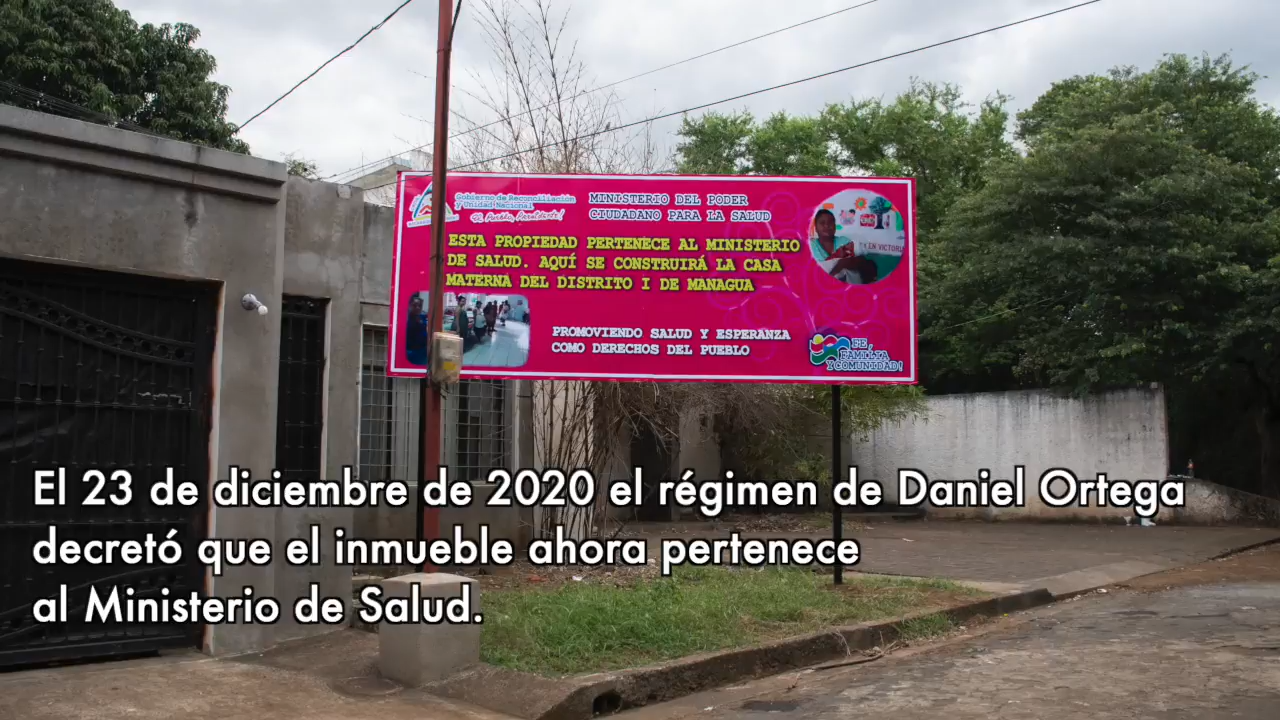 Gobierno de Reconciliación
y Unidad Nacional
El Pueblo, Presidente!
MINISTERIO DEL PODER
CIUDADANO PARA LA SALUD
ESTA PROPIEDAD PERTENECE AL MINISTERIO
DE SALUD. AQUÍ SE CONSTRUIRÁ LA CASA
MATERNA DEL DISTRITO I DE MANAGUA
EN VICTORIA
PROMOVIENDO SALUD Y ESPERANZA
COMO DERECHOS DEL PUEBLO
FE,
FAMILIA
Y COMUNIDAD!
El 23 de diciembre de 2020 el régimen de Daniel Ortega
decretó que el inmueble ahora pertenece
al Ministerio de Salud.